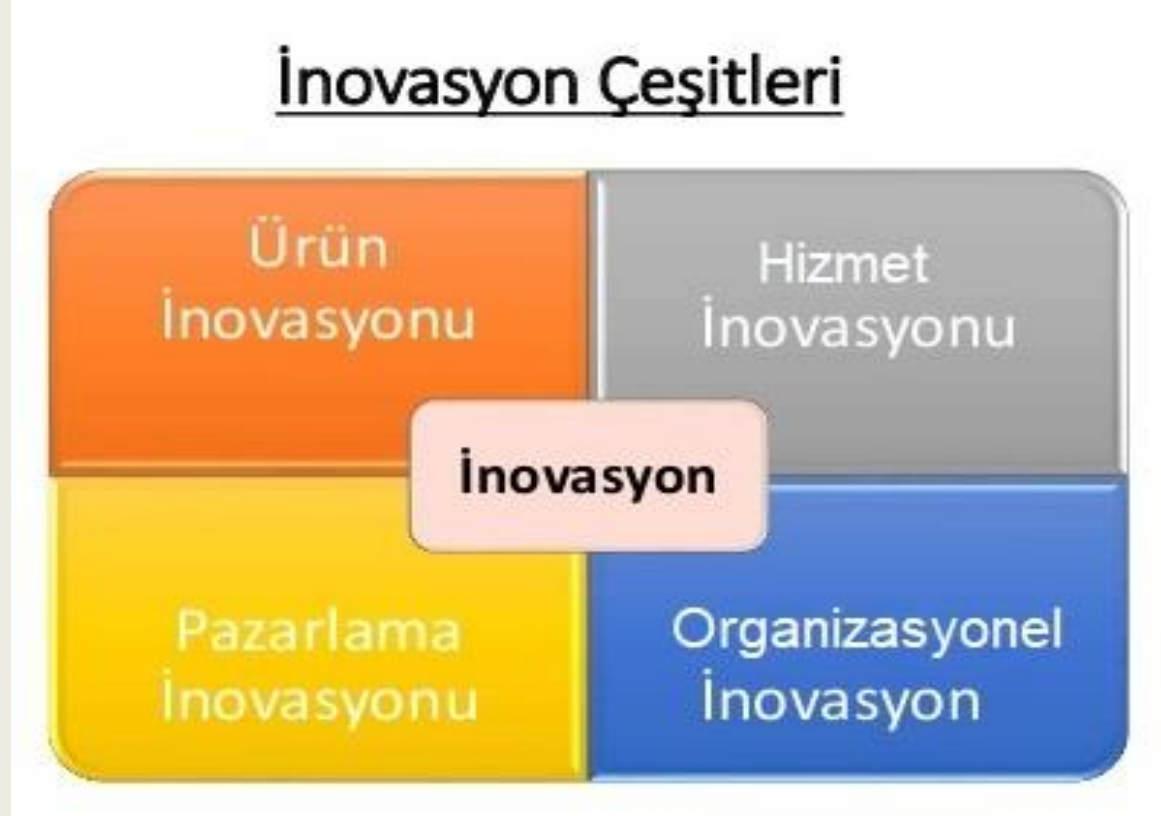 İnovasyon Çeşitleri
Ürün
İnovasyonu
Hizmet
İnovasyonu
İnovasyon
Pazarlama
İnovasyonu
Organizasyonel
İnovasyon